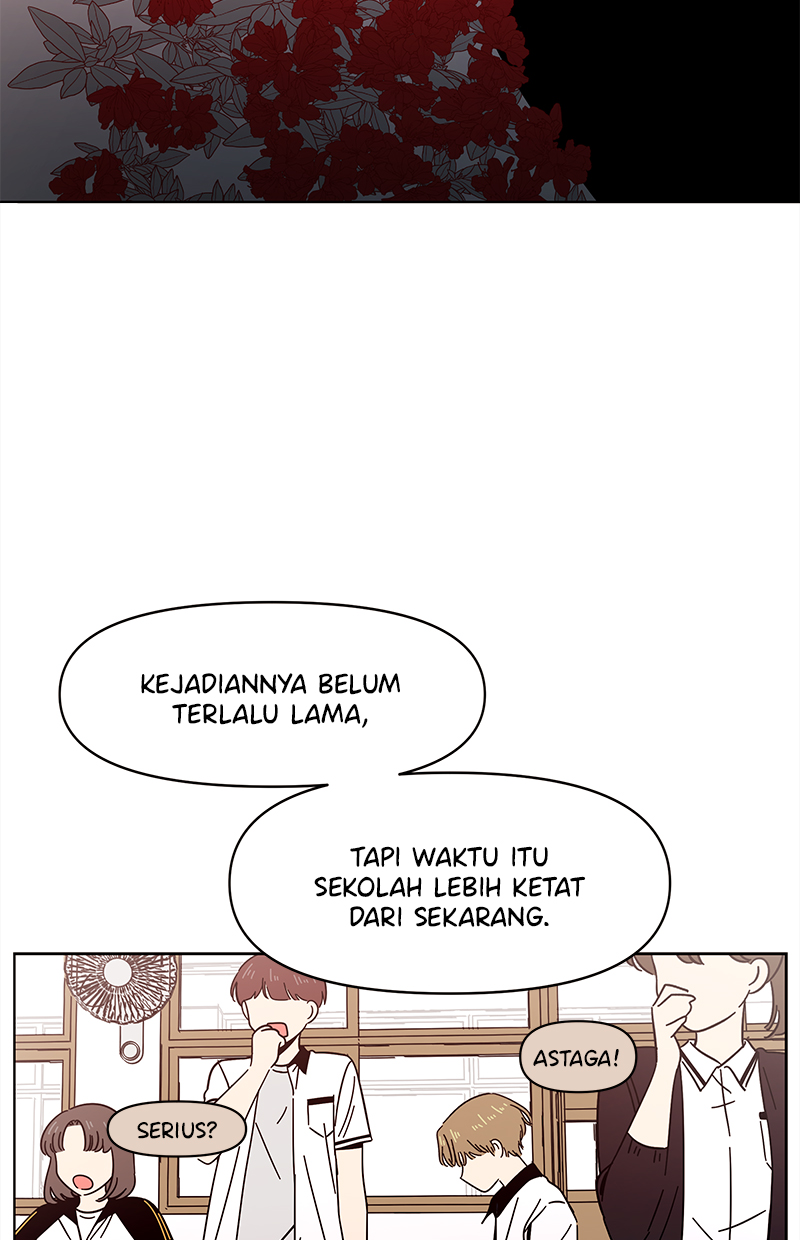 KEJADIANNYA BELUM
TERLALU LAMA,
TAPI WAKTU ITU
SEKOLAH LEBIH KETAT
DARI SEKARANG.
ASTAGA!
SERIUS?